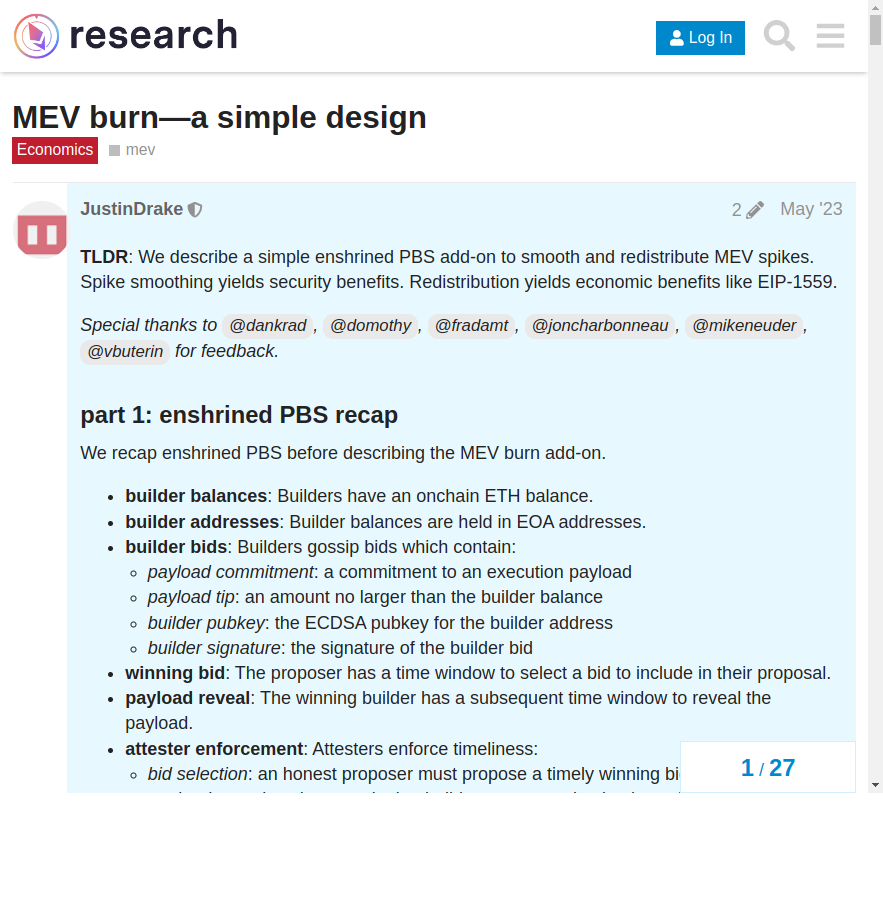 research
Log In
MEV burn—a simple design
Economics mev
JustinDrake 2 May '23
TLDR: We describe a simple enshrined PBS add-on to smooth and redistribute MEV spikes.
Spike smoothing yields security benefits. Redistribution yields economic benefits like EIP-1559.
Special thanks to @dankrad, @domothy, @fradamt, @joncharbonneau, @mikeneuder,
@vbuterin for feedback.
part 1: enshrined PBS recap
We recap enshrined PBS before describing the MEV burn add-on.
• builder balances: Builders have an onchain ETH balance.
• builder addresses: Builder balances are held in EOA addresses.
• builder bids: Builders gossip bids which contain:
◦ payload commitment: a commitment to an execution payload
◦ payload tip: an amount no larger than the builder balance
◦ builder pubkey: the ECDSA pubkey for the builder address
◦ builder signature: the signature of the builder bid
• winning bid: The proposer has a time window to select a bid to include in their proposal.
• payload reveal: The winning builder has a subsequent time window to reveal the
payload.
• attester enforcement: Attesters enforce timeliness:
◦ bid selection: an honest proposer must propose a timely winning
1 / 27